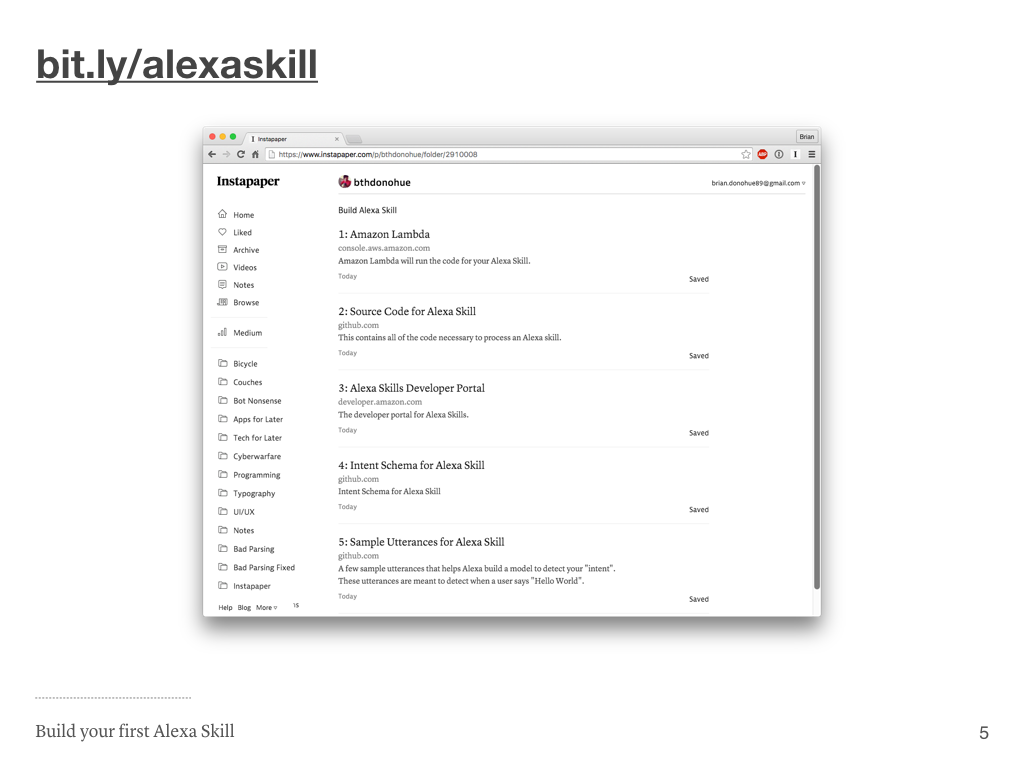 bit.ly/alexaskill
Instapaper
Brian
https://www.instapaper.com/p/bthdonohue/folder/2910008
ABP
Instapaper
bthdonohue
brian.donohue89@gmail.com
Home
Liked
Archive
Videos
Notes
Browse
Medium
Bicycle
Couches
Bot Nonsense
Apps for Later
Tech for Later
Cyberwarfare
Programming
Typography
UI/UX
Notes
Bad Parsing
Bad Parsing Fixed
Instapaper
Help Blog More
15
Build Alexa Skill
1: Amazon Lambda
console.aws.amazon.com
Amazon Lambda will run the code for your Alexa Skill.
Today
Saved
2: Source Code for Alexa Skill
github.com
This contains all of the code necessary to process an Alexa skill.
Today
Saved
3: Alexa Skills Developer Portal
developer.amazon.com
The developer portal for Alexa Skills.
Today
Saved
4: Intent Schema for Alexa Skill
github.com
Intent Schema for Alexa Skill
Today
Saved
5: Sample Utterances for Alexa Skill
github.com
A few sample utterances that helps Alexa build a model to detect your "intent".
These utterances are meant to detect when a user says "Hello World".
Today
Saved
Build your first Alexa Skill
5